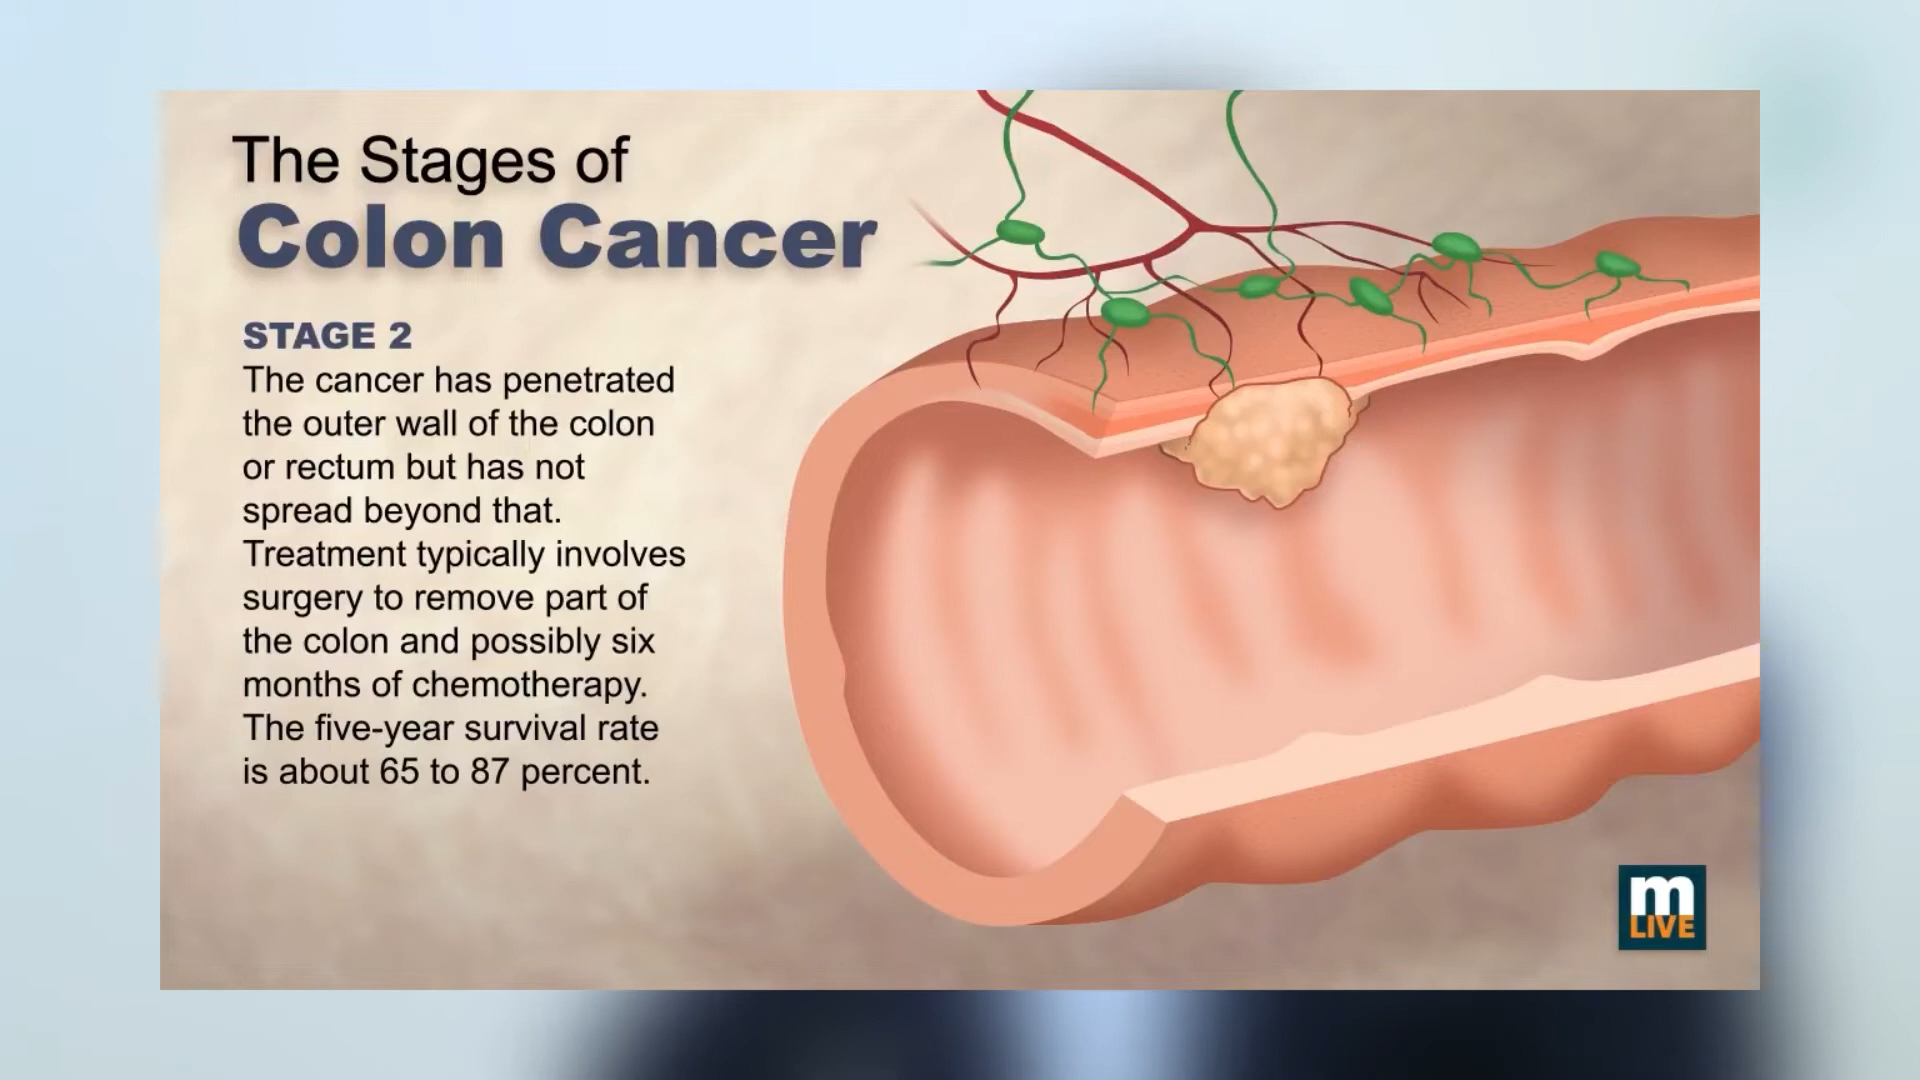 The Stages of
Colon Cancer
STAGE 2
The cancer has penetrated
the outer wall of the colon
or rectum but has not
spread beyond that.
Treatment typically involves
surgery to remove part of
the colon and possibly six
months of chemotherapy.
The five-year survival rate
is about 65 to 87 percent.
m
LIVE